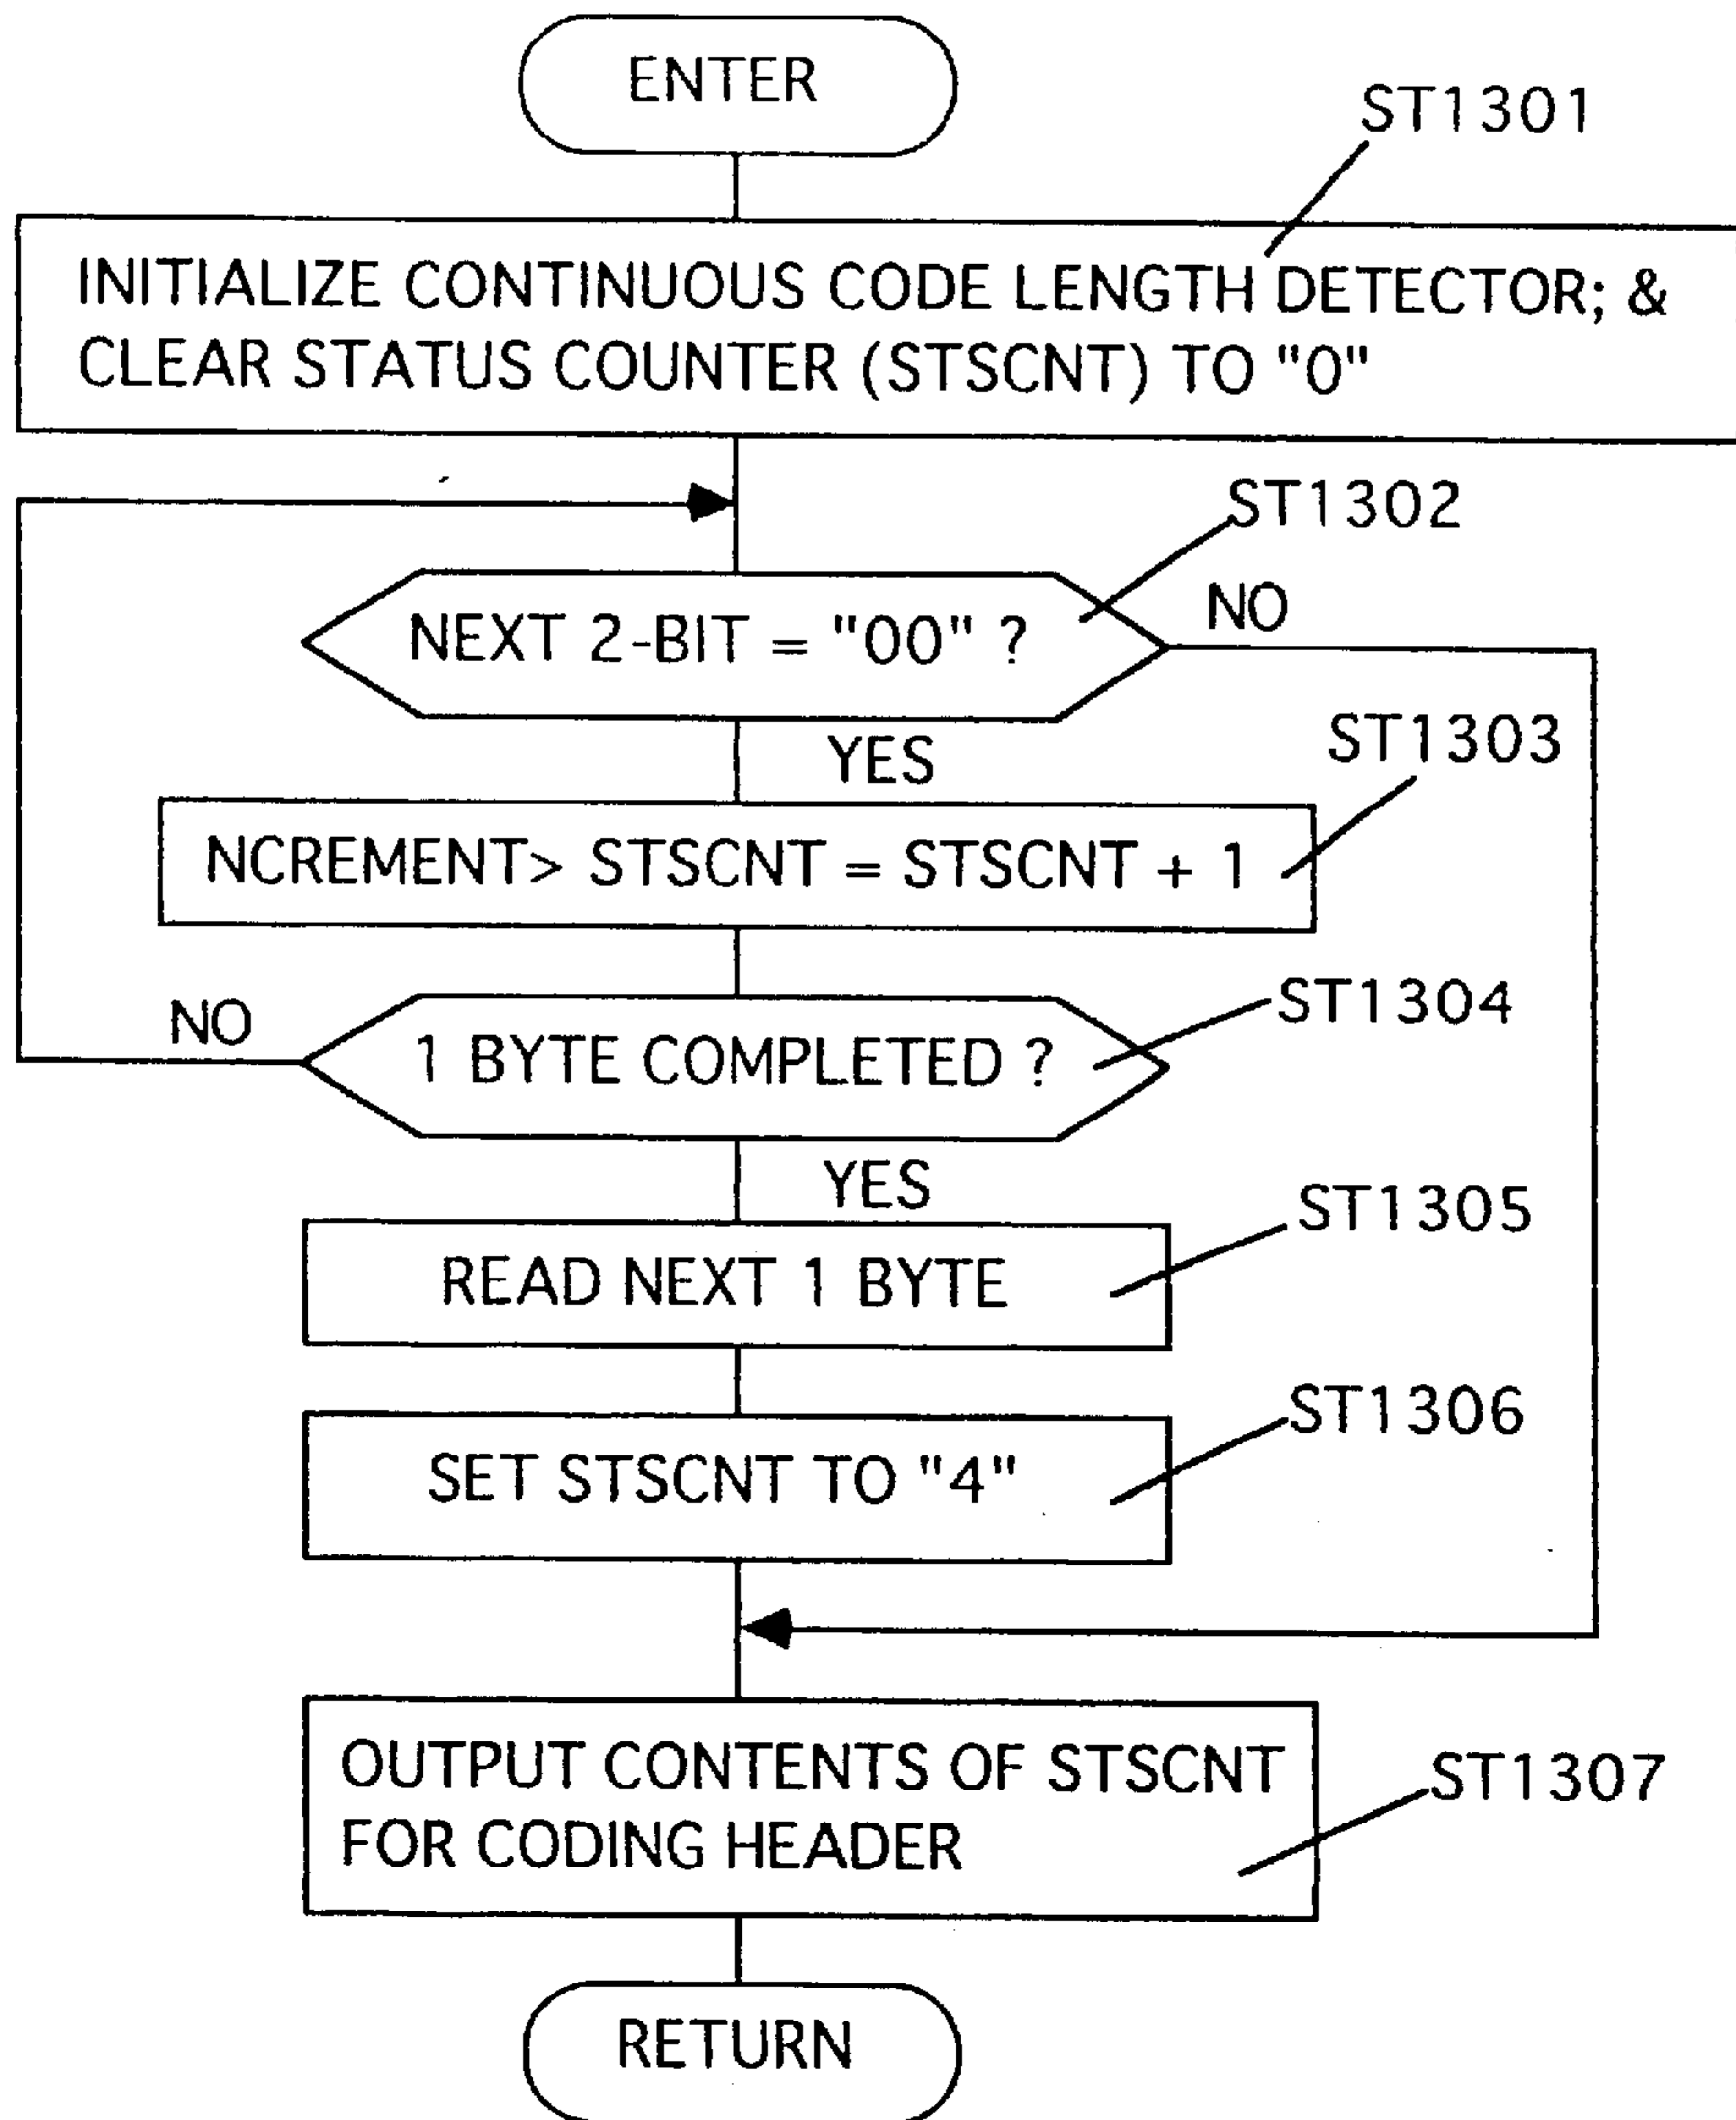 ENTER
ST1301
INITIALIZE CONTINUOUS CODE LENGTH DETECTOR; &
CLEAR STATUS COUNTER (STSCNT) TO "0"
ST1302
NEXT 2-BIT = "00" ?
NO
YES
ST1303
NCREMENT> STSCNT = STSCNT + 1
NO
ST1304
1 BYTE COMPLETED ?
YES
ST1305
READ NEXT 1 BYTE
ST1306
SET STSCNT TO "4"
OUTPUT CONTENTS OF STSCNT
FOR CODING HEADER
ST1307
RETURN